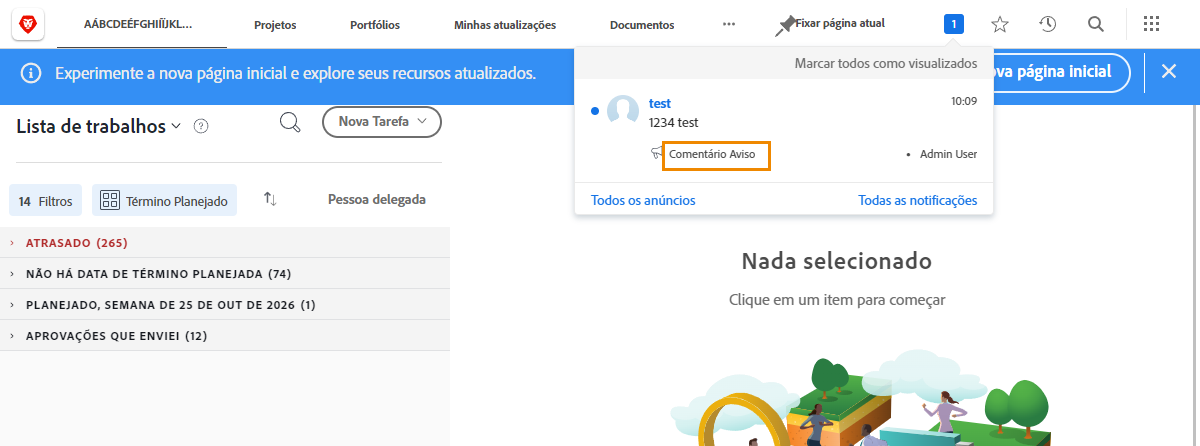 AÁBCDEÉFGHIÍÏJKL...
Projetos
Portfólios
Minhas atualizações
Documentos
Fixar página atual
1
Experimente a nova página inicial e explore seus recursos atualizados.
página inicial
Marcar todos como visualizados
test
10:09
1234 test
Comentário Aviso
• Admin User
Todos os anúncios
Todas as notificações
Lista de trabalhos
Nova Tarefa
14 Filtros
Término Planejado
Pessoa delegada
ATRASADO (265)
NÃO HÁ DATA DE TÉRMINO PLANEJADA (74)
PLANEJADO, SEMANA DE 25 DE OUT DE 2026 (1)
APROVAÇÕES QUE ENVIEI (12)
Nada selecionado
Clique em um item para começar